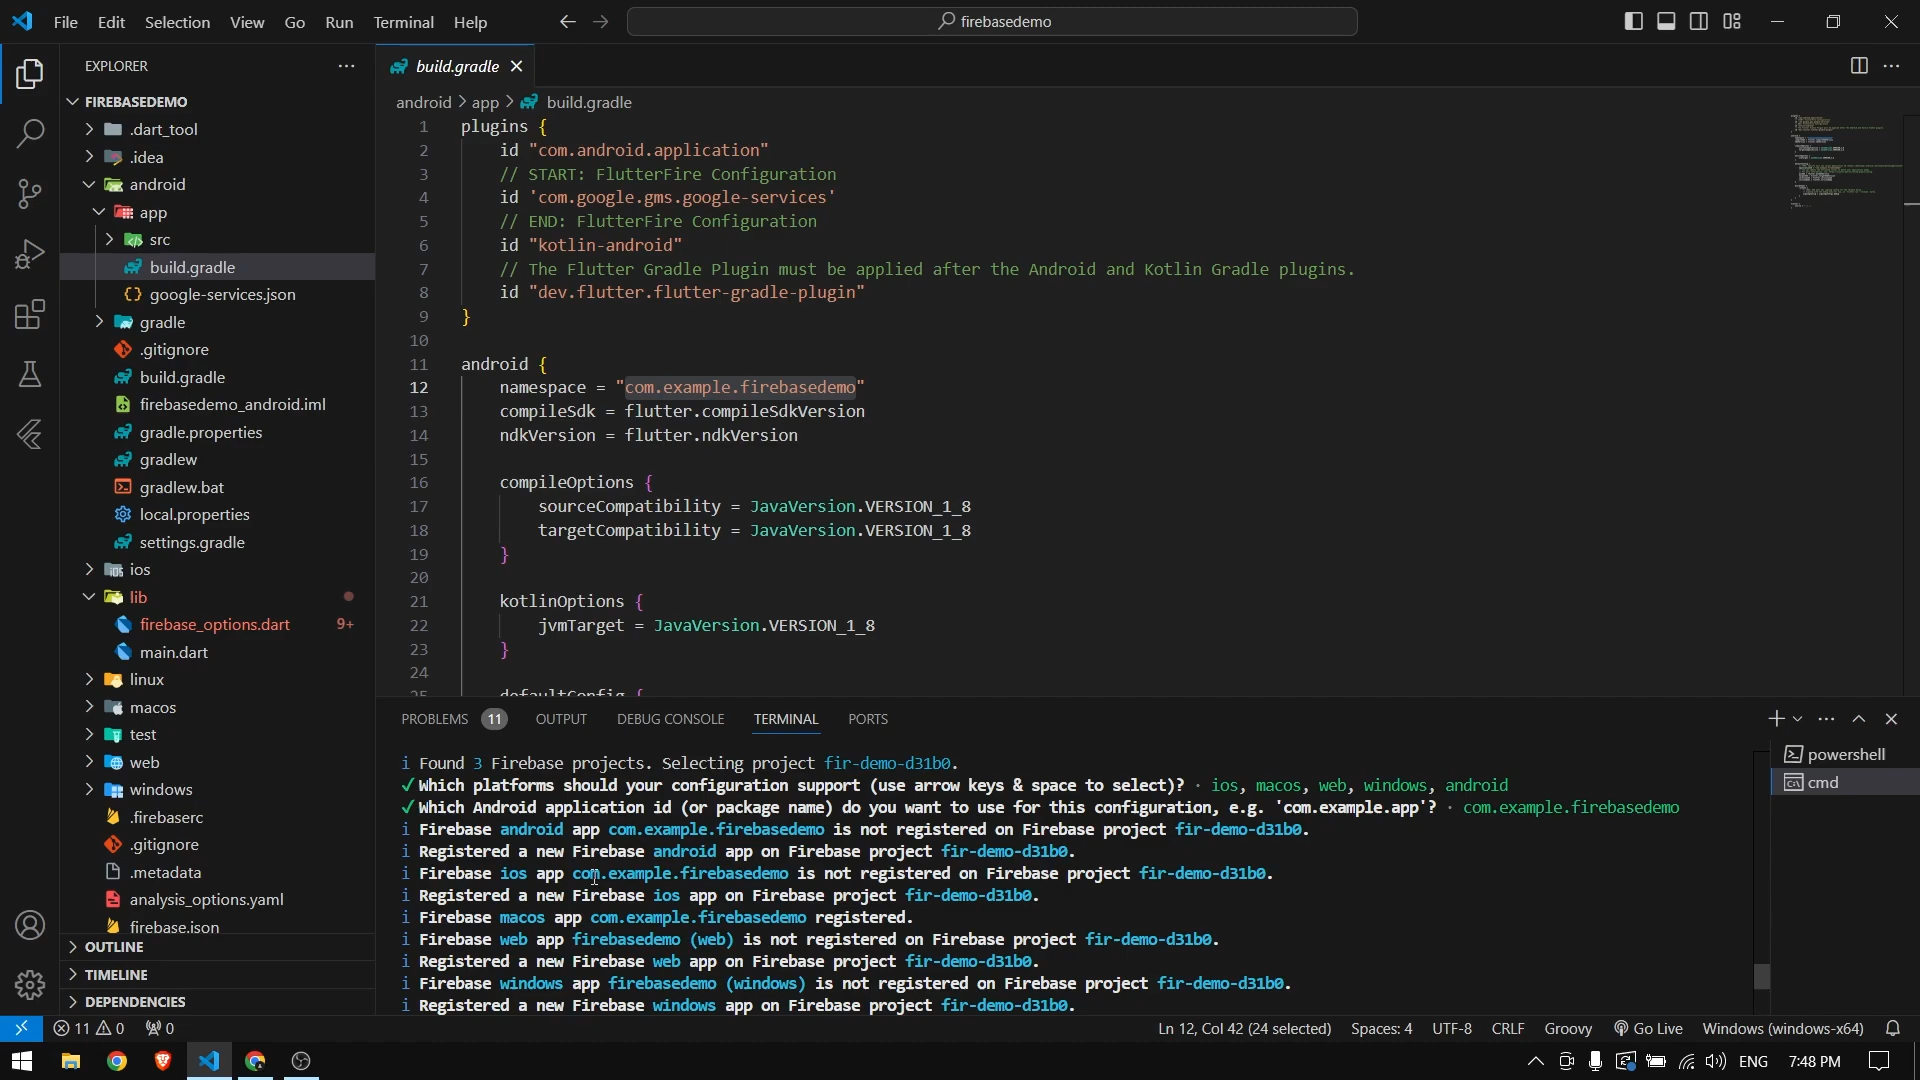 File Edit Selection View Go Run Terminal Help
firebasedemo
EXPLORER
FIREBASEDEMO
.dart_tool
.idea
android
app
src
build.gradle
google-services.json
gradle
.gitignore
build.gradle
firebasedemo_android.iml
gradle.properties
gradlew
gradlew.bat
local.properties
settings.gradle
ios
lib
firebase_options.dart 9+
main.dart
linux
macos
test
web
windows
.firebaserc
.gitignore
.metadata
analysis_options.yaml
firebase.json
OUTLINE
TIMELINE
DEPENDENCIES
build.gradle
android > app > build.gradle
1 plugins {
2 id "com.android.application"
3 // START: FlutterFire Configuration
4 id 'com.google.gms.google-services'
5 // END: FlutterFire Configuration
6 id "kotlin-android"
7 // The Flutter Gradle Plugin must be applied after the Android and Kotlin Gradle plugins.
8 id "dev.flutter.flutter-gradle-plugin"
9 }
10
11 android {
12 namespace = "com.example.firebasedemo"
13 compileSdk = flutter.compileSdkVersion
14 ndkVersion = flutter.ndkVersion
15
16 compileOptions {
17 sourceCompatibility = JavaVersion.VERSION_1_8
18 targetCompatibility = JavaVersion.VERSION_1_8
19 }
20
21 kotlinOptions {
22 jvmTarget = JavaVersion.VERSION_1_8
23 }
24
25 defaultConfig {
PROBLEMS 11 OUTPUT DEBUG CONSOLE TERMINAL PORTS
i Found 3 Firebase projects. Selecting project fir-demo-d31b0.
✓ Which platforms should your configuration support (use arrow keys & space to select)? · ios, macos, web, windows, android
✓ Which Android application id (or package name) do you want to use for this configuration, e.g. 'com.example.app'? · com.example.firebasedemo
i Firebase android app com.example.firebasedemo is not registered on Firebase project fir-demo-d31b0.
i Registered a new Firebase android app on Firebase project fir-demo-d31b0.
i Firebase ios app com.example.firebasedemo is not registered on Firebase project fir-demo-d31b0.
i Registered a new Firebase ios app on Firebase project fir-demo-d31b0.
i Firebase macos app com.example.firebasedemo registered.
i Firebase web app firebasedemo (web) is not registered on Firebase project fir-demo-d31b0.
i Registered a new Firebase web app on Firebase project fir-demo-d31b0.
i Firebase windows app firebasedemo (windows) is not registered on Firebase project fir-demo-d31b0.
i Registered a new Firebase windows app on Firebase project fir-demo-d31b0.
powershell
cmd
11 0 0
Ln 12, Col 42 (24 selected) Spaces: 4 UTF-8 CRLF Groovy Go Live Windows (windows-x64)
ENG 7:48 PM